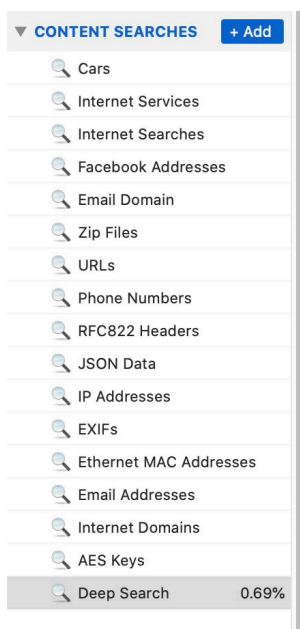 CONTENT SEARCHES + Add
Cars
Internet Services
Internet Searches
Facebook Addresses
Email Domain
Zip Files
URLs
Phone Numbers
RFC822 Headers
JSON Data
IP Addresses
EXIFs
Ethernet MAC Addresses
Email Addresses
Internet Domains
AES Keys
Deep Search 0.69%